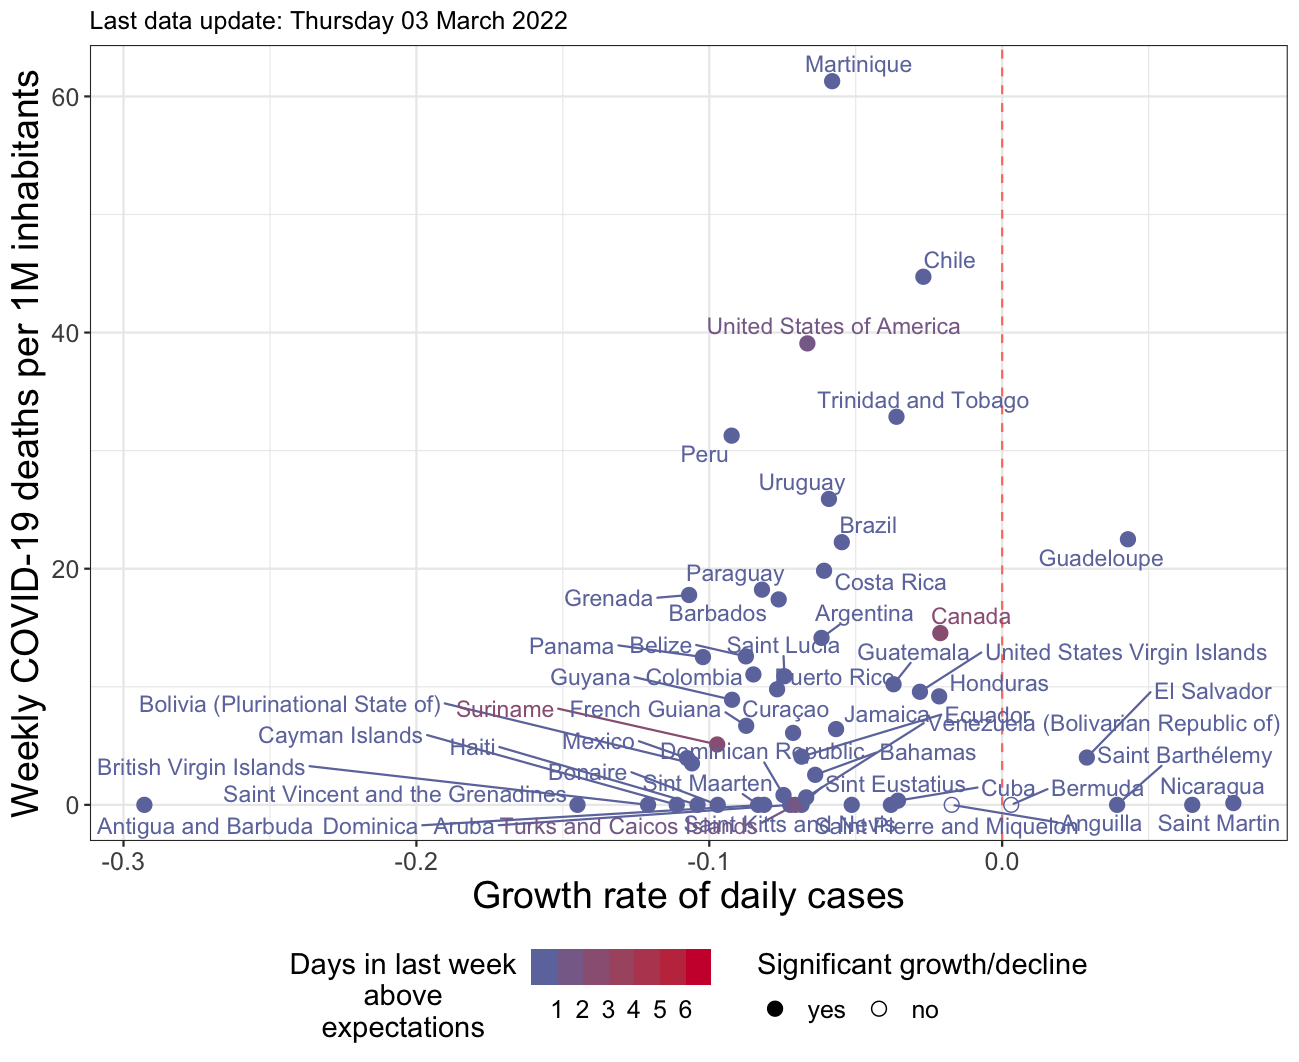 Last data update: Thursday 03 March 2022
Weekly COVID-19 deaths per 1M inhabitants
60
40
20
0
Martinique
Chile
United States of America
Trinidad and Tobago
Peru
Uruguay
Brazil
Guadeloupe
Paraguay
Costa Rica
Grenada
Barbados
Argentina
Canada
Panama
Belize
Saint Lucia
Guatemala
United States Virgin Islands
Guyana
Colombia
Puerto Rico
Honduras
El Salvador
Bolivia (Plurinational State of)
Suriname
French Guiana
Curaçao
Jamaica
Ecuador
Venezuela (Bolivarian Republic of)
Cayman Islands
Haiti
Mexico
Dominican Republic
Bahamas
Saint Barthélemy
British Virgin Islands
Bonaire
Sint Maarten
Sint Eustatius
Cuba
Bermuda
Nicaragua
Saint Vincent and the Grenadines
Antigua and Barbuda
Dominica
Aruba
Turks and Caicos Islands
Saint Kitts and Nevis
Saint Pierre and Miquelon
Anguilla
Saint Martin
-0.3
-0.2
-0.1
0.0
Growth rate of daily cases
Days in last week
above
expectations
1 2 3 4 5 6
Significant growth/decline
yes
no